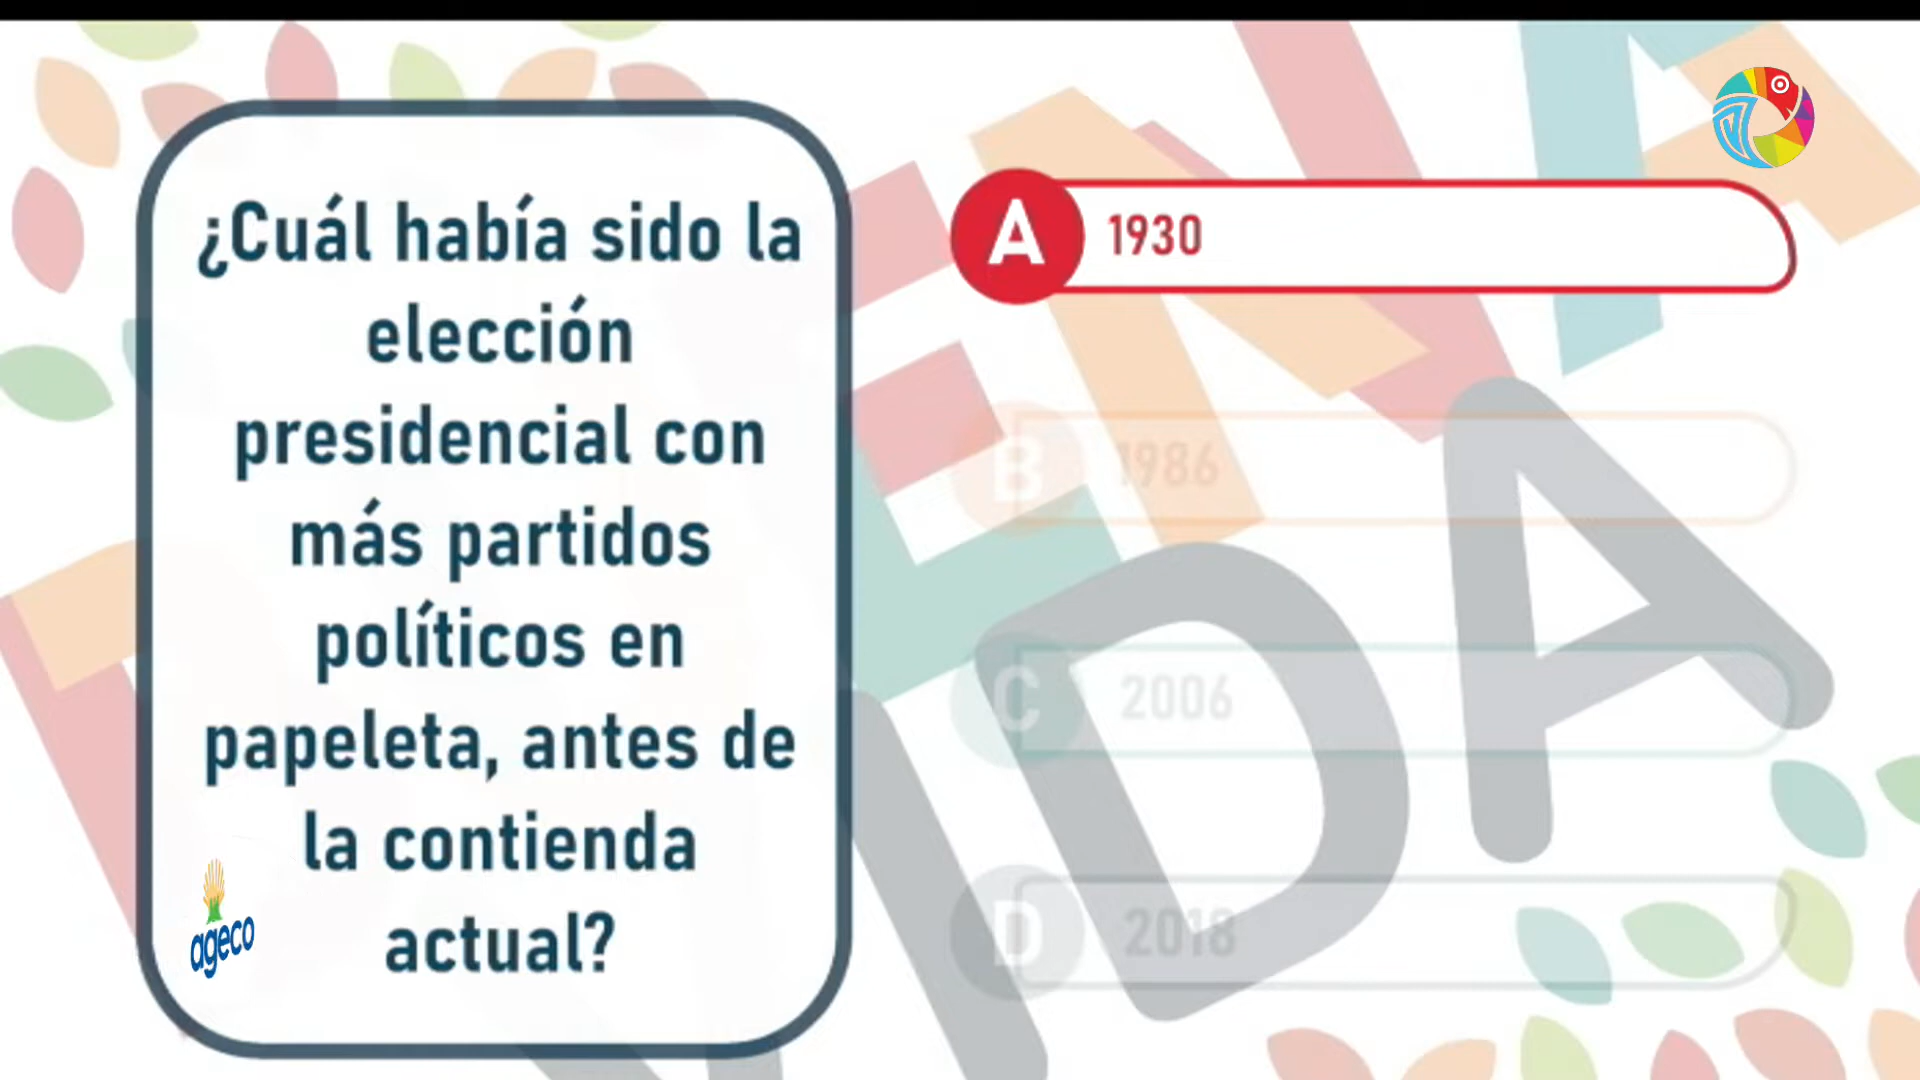 ¿Cuál había sido la
elección
presidencial con
más partidos
políticos en
papeleta, antes de
la contienda
actual?
ageco
A 1930
B 1986
C 2006
D 2018